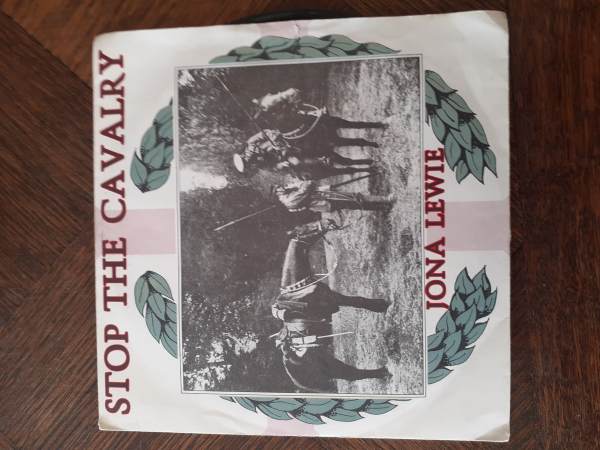 STOP THE CAVALRY
JONA LEWIE